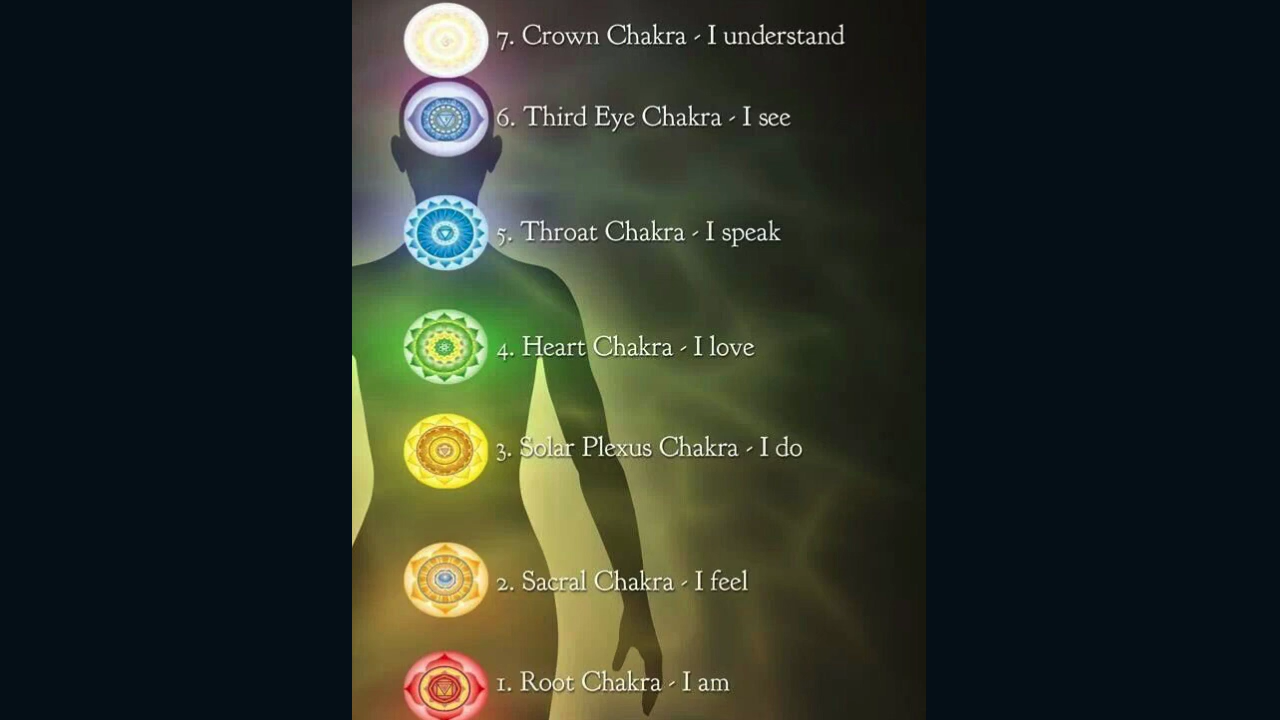 7. Crown Chakra - I understand
6. Third Eye Chakra - I see
5. Throat Chakra - I speak
4. Heart Chakra - I love
3. Solar Plexus Chakra - I do
2. Sacral Chakra - I feel
1. Root Chakra - I am